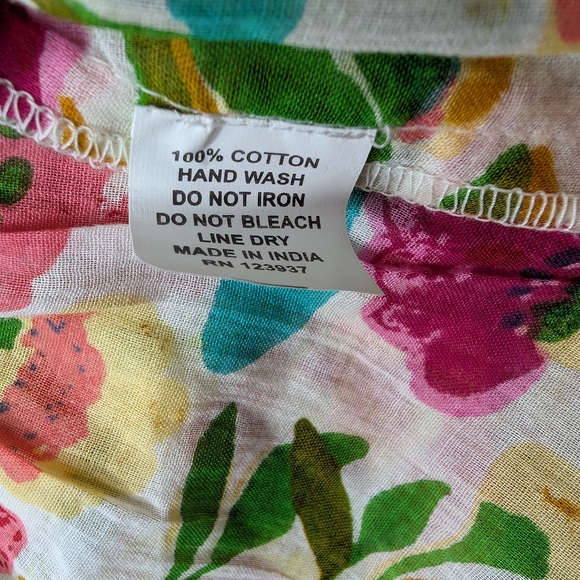 100% COTTON
HAND WASH
DO NOT IRON
DO NOT BLEACH
LINE DRY
MADE IN INDIA
RN 123937